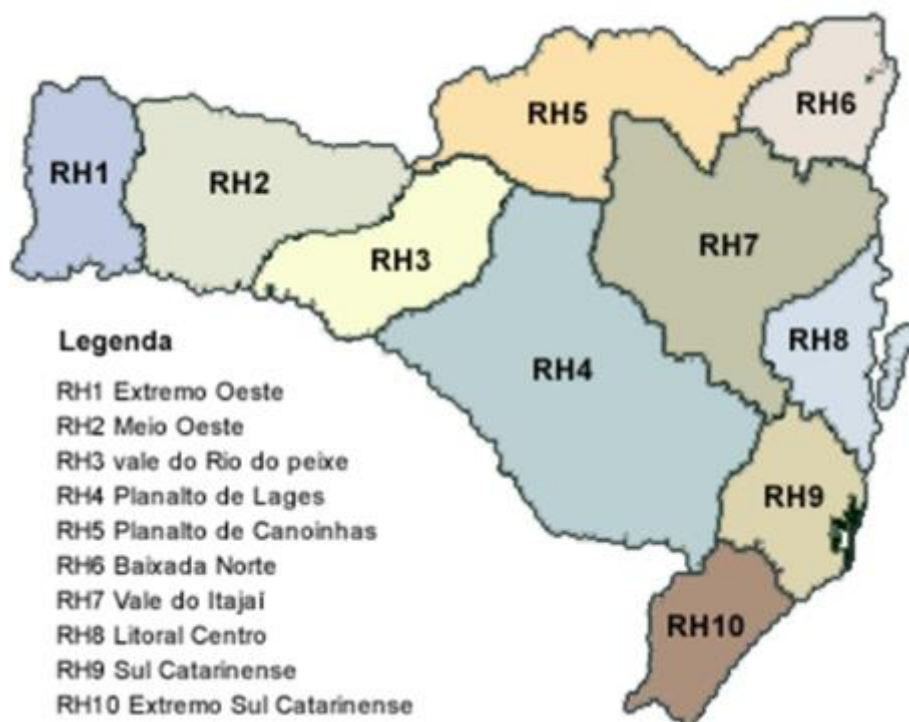 RH6
RH5
RH1
RH2
RH7
RH3
RH8
RH4
RH9
RH10
Legenda
RH1 Extremo Oeste
RH2 Meio Oeste
RH3 vale do Rio do peixe
RH4 Planalto de Lages
RH5 Planalto de Canoinhas
RH6 Baixada Norte
RH7 Vale do Itajaí
RH8 Litoral Centro
RH9 Sul Catarinense
RH10 Extremo Sul Catarinense